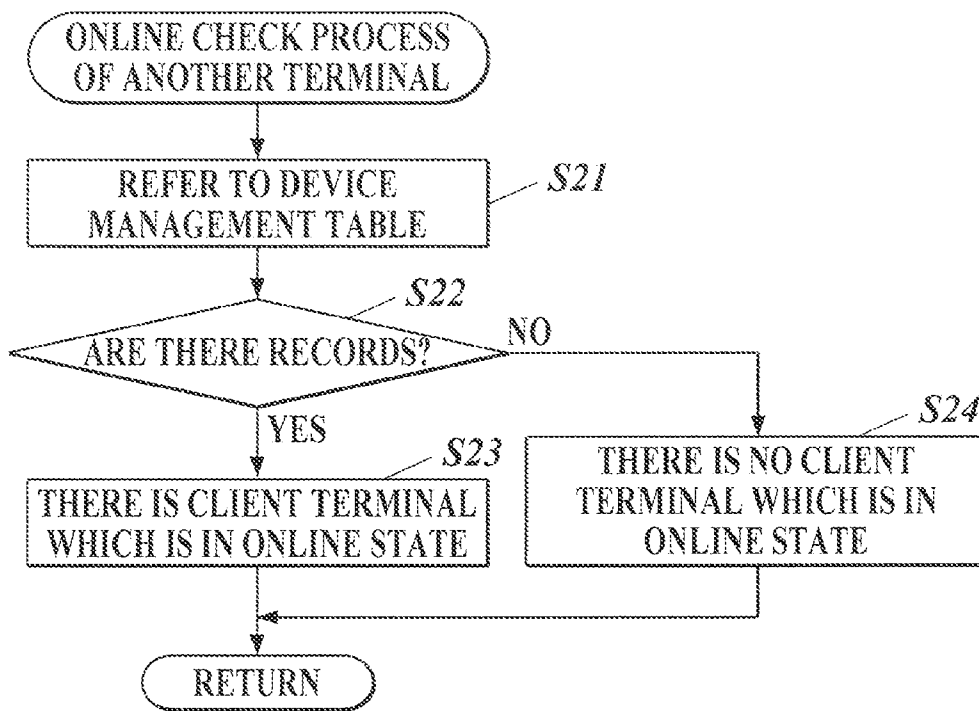 ONLINE CHECK PROCESS
OF ANOTHER TERMINAL
REFER TO DEVICE
MANAGEMENT TABLE
S21
S22
ARE THERE RECORDS?
NO
YES
S23
THERE IS CLIENT TERMINAL
WHICH IS IN ONLINE STATE
S24
THERE IS NO CLIENT
TERMINAL WHICH IS IN
ONLINE STATE
RETURN